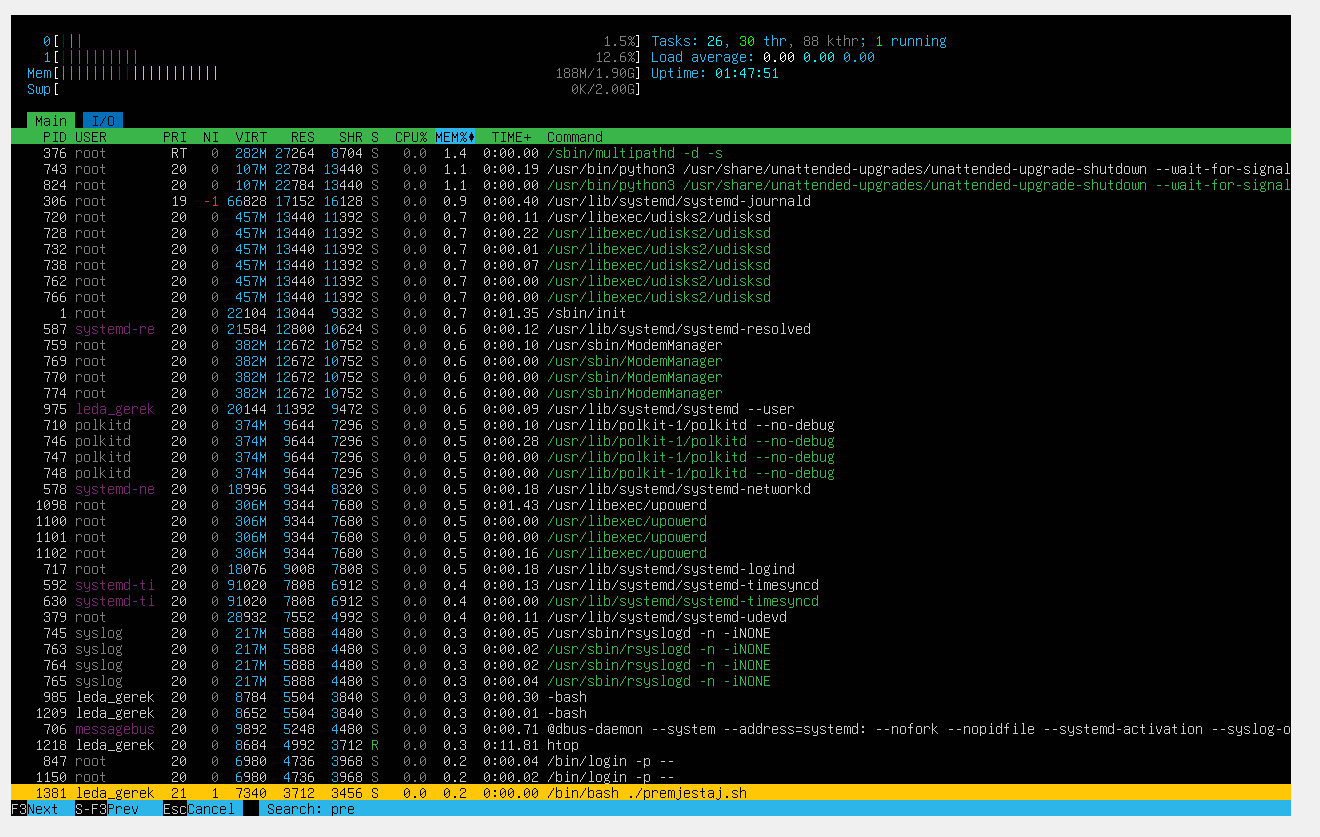 0[||| 1.5%] Tasks: 26, 30 thr, 88 kthr; 1 running
1[|||||||||| 12.6%] Load average: 0.00 0.00 0.00
Mem[|||||||||||||||||||| 188M/1.90G] Uptime: 01:47:51
Swp[ 0K/2.00G]
Main I/O
PID USER PRI NI VIRT RES SHR S CPU% MEM%♦ TIME+ Command
376 root RT 0 282M 27264 8704 S 0.0 1.4 0:00.00 /sbin/multipathd -d -s
743 root 20 0 107M 22784 13440 S 0.0 1.1 0:00.19 /usr/bin/python3 /usr/share/unattended-upgrades/unattended-upgrade-shutdown --wait-for-signal
824 root 20 0 107M 22784 13440 S 0.0 1.1 0:00.00 /usr/bin/python3 /usr/share/unattended-upgrades/unattended-upgrade-shutdown --wait-for-signal
306 root 19 -1 66828 17152 16128 S 0.0 0.9 0:00.40 /usr/lib/systemd/systemd-journald
720 root 20 0 457M 13440 11392 S 0.0 0.7 0:00.11 /usr/libexec/udisks2/udisksd
728 root 20 0 457M 13440 11392 S 0.0 0.7 0:00.22 /usr/libexec/udisks2/udisksd
732 root 20 0 457M 13440 11392 S 0.0 0.7 0:00.01 /usr/libexec/udisks2/udisksd
738 root 20 0 457M 13440 11392 S 0.0 0.7 0:00.07 /usr/libexec/udisks2/udisksd
762 root 20 0 457M 13440 11392 S 0.0 0.7 0:00.00 /usr/libexec/udisks2/udisksd
766 root 20 0 457M 13440 11392 S 0.0 0.7 0:00.00 /usr/libexec/udisks2/udisksd
1 root 20 0 22104 13044 9332 S 0.0 0.7 0:01.35 /sbin/init
587 systemd-re 20 0 21584 12800 10624 S 0.0 0.6 0:00.12 /usr/lib/systemd/systemd-resolved
759 root 20 0 382M 12672 10752 S 0.0 0.6 0:00.10 /usr/sbin/ModemManager
769 root 20 0 382M 12672 10752 S 0.0 0.6 0:00.00 /usr/sbin/ModemManager
770 root 20 0 382M 12672 10752 S 0.0 0.6 0:00.00 /usr/sbin/ModemManager
774 root 20 0 382M 12672 10752 S 0.0 0.6 0:00.00 /usr/sbin/ModemManager
975 leda_gerek 20 0 20144 11392 9472 S 0.0 0.6 0:00.09 /usr/lib/systemd/systemd --user
710 polkitd 20 0 374M 9644 7296 S 0.0 0.5 0:00.10 /usr/lib/polkit-1/polkitd --no-debug
746 polkitd 20 0 374M 9644 7296 S 0.0 0.5 0:00.28 /usr/lib/polkit-1/polkitd --no-debug
747 polkitd 20 0 374M 9644 7296 S 0.0 0.5 0:00.00 /usr/lib/polkit-1/polkitd --no-debug
748 polkitd 20 0 374M 9644 7296 S 0.0 0.5 0:00.00 /usr/lib/polkit-1/polkitd --no-debug
578 systemd-ne 20 0 18996 9344 8320 S 0.0 0.5 0:00.18 /usr/lib/systemd/systemd-networkd
1098 root 20 0 306M 9344 7680 S 0.0 0.5 0:01.43 /usr/libexec/upowerd
1100 root 20 0 306M 9344 7680 S 0.0 0.5 0:00.00 /usr/libexec/upowerd
1101 root 20 0 306M 9344 7680 S 0.0 0.5 0:00.00 /usr/libexec/upowerd
1102 root 20 0 306M 9344 7680 S 0.0 0.5 0:00.16 /usr/libexec/upowerd
717 root 20 0 18076 9008 7808 S 0.0 0.5 0:00.18 /usr/lib/systemd/systemd-logind
592 systemd-ti 20 0 91020 7808 6912 S 0.0 0.4 0:00.13 /usr/lib/systemd/systemd-timesyncd
630 systemd-ti 20 0 91020 7808 6912 S 0.0 0.4 0:00.00 /usr/lib/systemd/systemd-timesyncd
379 root 20 0 28932 7552 4992 S 0.0 0.4 0:00.11 /usr/lib/systemd/systemd-udevd
745 syslog 20 0 217M 5888 4480 S 0.0 0.3 0:00.05 /usr/sbin/rsyslogd -n -iNONE
763 syslog 20 0 217M 5888 4480 S 0.0 0.3 0:00.02 /usr/sbin/rsyslogd -n -iNONE
764 syslog 20 0 217M 5888 4480 S 0.0 0.3 0:00.02 /usr/sbin/rsyslogd -n -iNONE
765 syslog 20 0 217M 5888 4480 S 0.0 0.3 0:00.04 /usr/sbin/rsyslogd -n -iNONE
985 leda_gerek 20 0 8784 5504 3840 S 0.0 0.3 0:00.30 -bash
1209 leda_gerek 20 0 8652 5504 3840 S 0.0 0.3 0:00.01 -bash
706 messagebus 20 0 9892 5248 4480 S 0.0 0.3 0:00.71 @dbus-daemon --system --address=systemd: --nofork --nopidfile --systemd-activation --syslog-o
1218 leda_gerek 20 0 8684 4992 3712 R 0.0 0.3 0:11.81 htop
847 root 20 0 6980 4736 3968 S 0.0 0.2 0:00.04 /bin/login -p --
1150 root 20 0 6980 4736 3968 S 0.0 0.2 0:00.02 /bin/login -p --
1381 leda_gerek 21 1 7340 3712 3456 S 0.0 0.2 0:00.00 /bin/bash ./premjestaj.sh
F3Next S-F3Prev EscCancel Search: pre